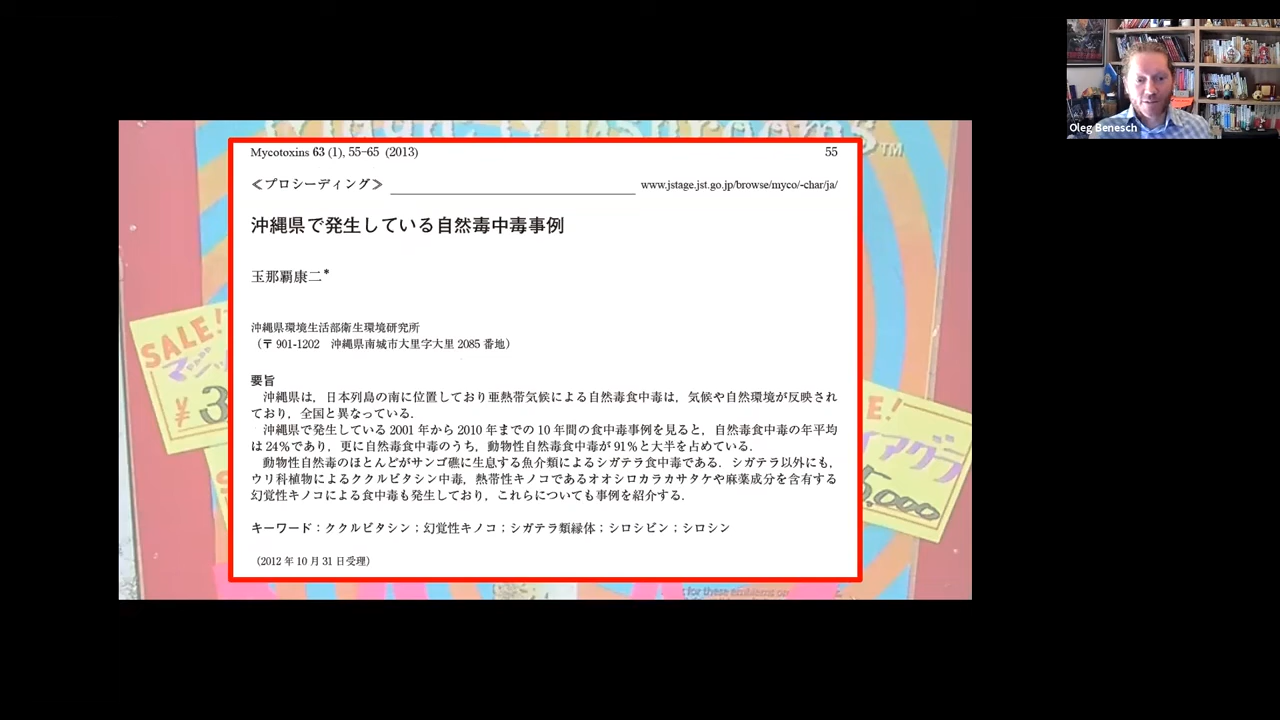 Oleg Benesch
Magic Mushrooms TM
Mycotoxins 63 (1), 55–65 (2013) 55
≪プロシーディング≫ www.jstage.jst.go.jp/browse/myco/-char/ja/
沖縄県で発生している自然毒中毒事例
玉那覇康二*
沖縄県環境生活部衛生環境研究所
（〒901-1202 沖縄県南城市大里字大里 2085 番地）
要旨
沖縄県は，日本列島の南に位置しており亜熱帯気候による自然毒食中毒は，気候や自然環境が反映され
ており，全国と異なっている．
沖縄県で発生している 2001 年から 2010 年までの 10 年間の食中毒事例を見ると，自然毒食中毒の年平均
は 24％であり，更に自然毒食中毒のうち，動物性自然毒食中毒が 91％と大半を占めている．
動物性自然毒のほとんどがサンゴ礁に生息する魚介類によるシガテラ食中毒である．シガテラ以外にも，
ウリ科植物によるククルビタシン中毒，熱帯性キノコであるオオシロカラカサタケや麻薬成分を含有する
幻覚性キノコによる食中毒も発生しており，これらについても事例を紹介する．
キーワード：ククルビタシン；幻覚性キノコ；シガテラ類縁体；シロシビン；シロシン
（2012 年 10 月 31 日受理）
SALE!
マジッ
¥3
E!
イアグラ
5,000
for these emblems